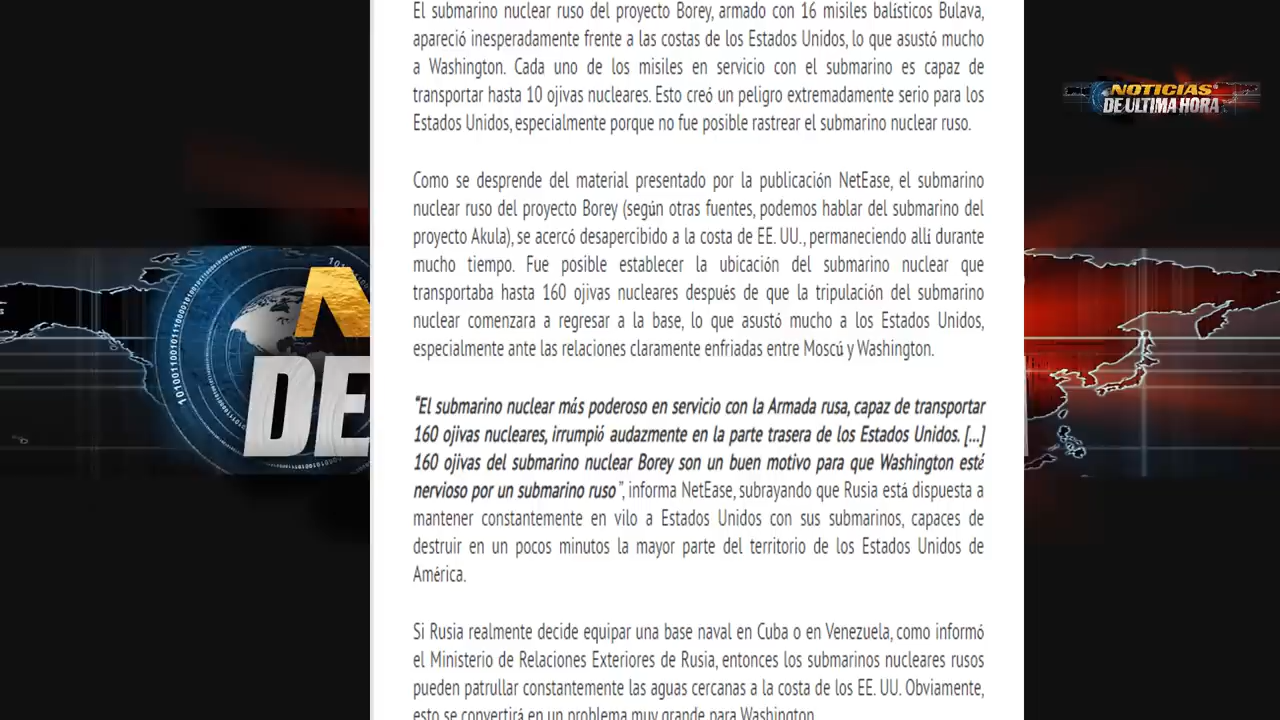 El submarino nuclear ruso del proyecto Borey, armado con 16 misiles balísticos Bulava,
apareció inesperadamente frente a las costas de los Estados Unidos, lo que asustó mucho
a Washington. Cada uno de los misiles en servicio con el submarino es capaz de
transportar hasta 10 ojivas nucleares. Esto creó un peligro extremadamente serio para los
Estados Unidos, especialmente porque no fue posible rastrear el submarino nuclear ruso.
NOTICIAS
DE ULTIMA HORA
Como se desprende del material presentado por la publicación NetEase, el submarino
nuclear ruso del proyecto Borey (según otras fuentes, podemos hablar del submarino del
proyecto Akula), se acercó desapercibido a la costa de EE. UU., permaneciendo allí durante
mucho tiempo. Fue posible establecer la ubicación del submarino nuclear que
transportaba hasta 160 ojivas nucleares después de que la tripulación del submarino
nuclear comenzara a regresar a la base, lo que asustó mucho a los Estados Unidos,
especialmente ante las relaciones claramente enfriadas entre Moscú y Washington.
"El submarino nuclear más poderoso en servicio con la Armada rusa, capaz de transportar
160 ojivas nucleares, irrumpió audazmente en la parte trasera de los Estados Unidos. [...]
160 ojivas del submarino nuclear Borey son un buen motivo para que Washington esté
nervioso por un submarino ruso ", informa NetEase, subrayando que Rusia está dispuesta a
mantener constantemente en vilo a Estados Unidos con sus submarinos, capaces de
destruir en un pocos minutos la mayor parte del territorio de los Estados Unidos de
América.
Si Rusia realmente decide equipar una base naval en Cuba o en Venezuela, como informó
el Ministerio de Relaciones Exteriores de Rusia, entonces los submarinos nucleares rusos
pueden patrullar constantemente las aguas cercanas a la costa de los EE. UU. Obviamente,
esto se convertirá en un problema muy grande para Washington.
N
DE